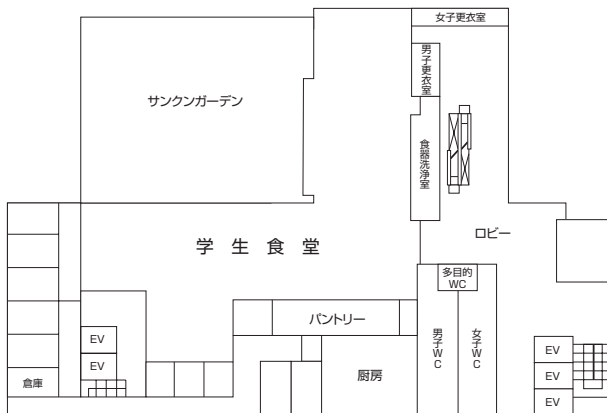 女子更衣室
男子更衣室
サンクンガーデン
食器洗浄室
学生食堂
ロビー
多目的
WC
パントリー
男子WC
女子WC
EV
EV
倉庫
厨房
EV
EV
EV